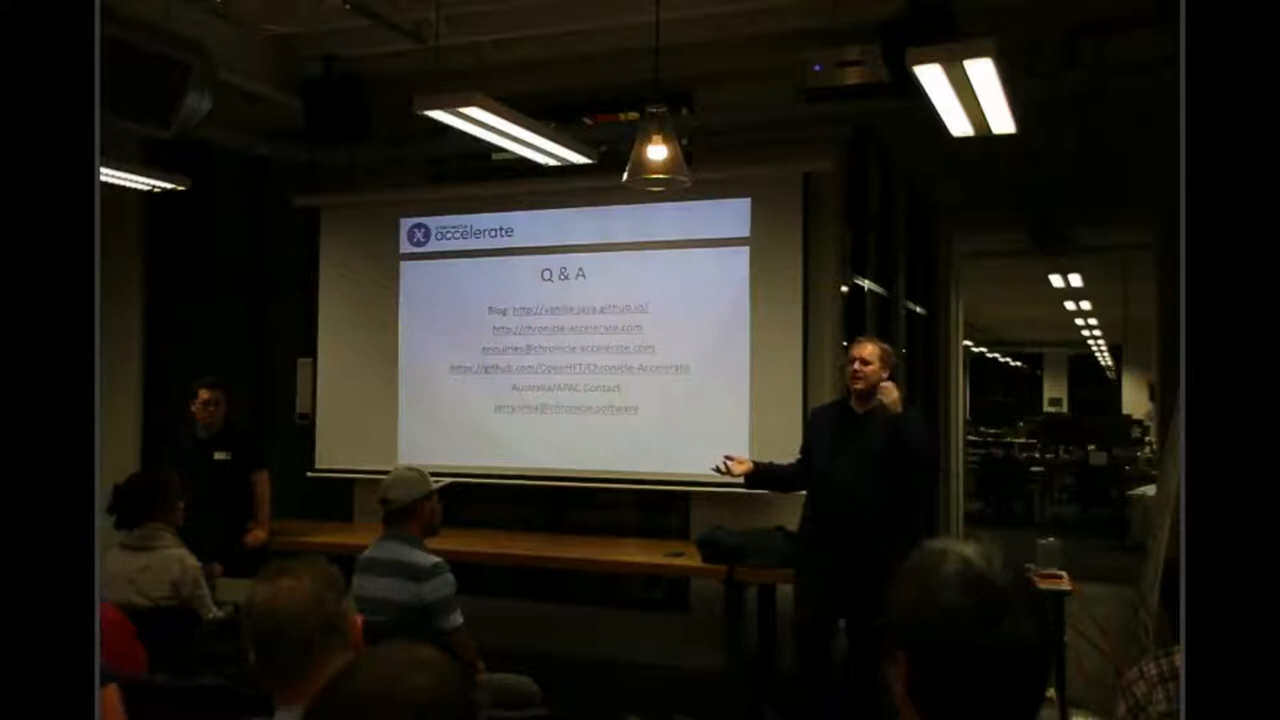 accelerate
Q & A
Blog: http://vanilla-java.github.io/
http://chronicle-accelerate.com
enquiries@chronicle-accelerate.com
https://github.com/OpenHFT/Chronicle-Accelerate
Australia/APAC Contact